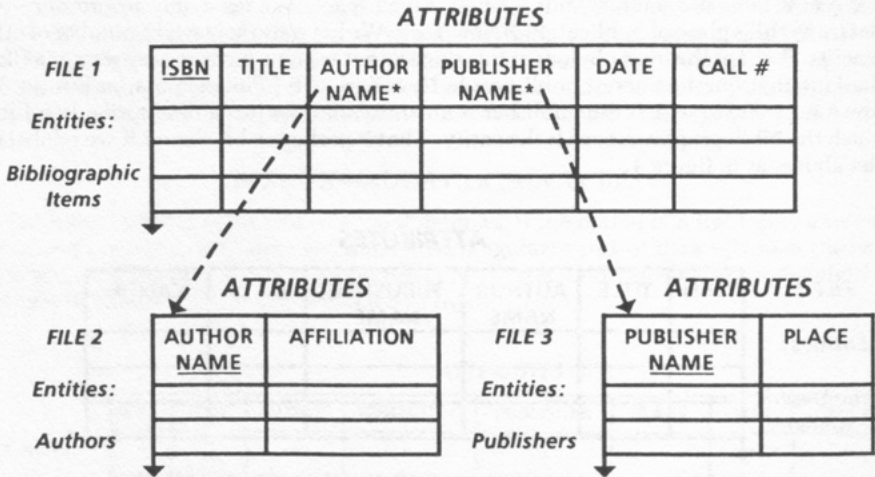 ATTRIBUTES
FILE 1 ISBN TITLE AUTHOR NAME* PUBLISHER NAME* DATE CALL #
Entities:
Bibliographic
Items
ATTRIBUTES ATTRIBUTES
FILE 2 AUTHOR NAME AFFILIATION FILE 3 PUBLISHER NAME PLACE
Entities: Entities:
Authors Publishers